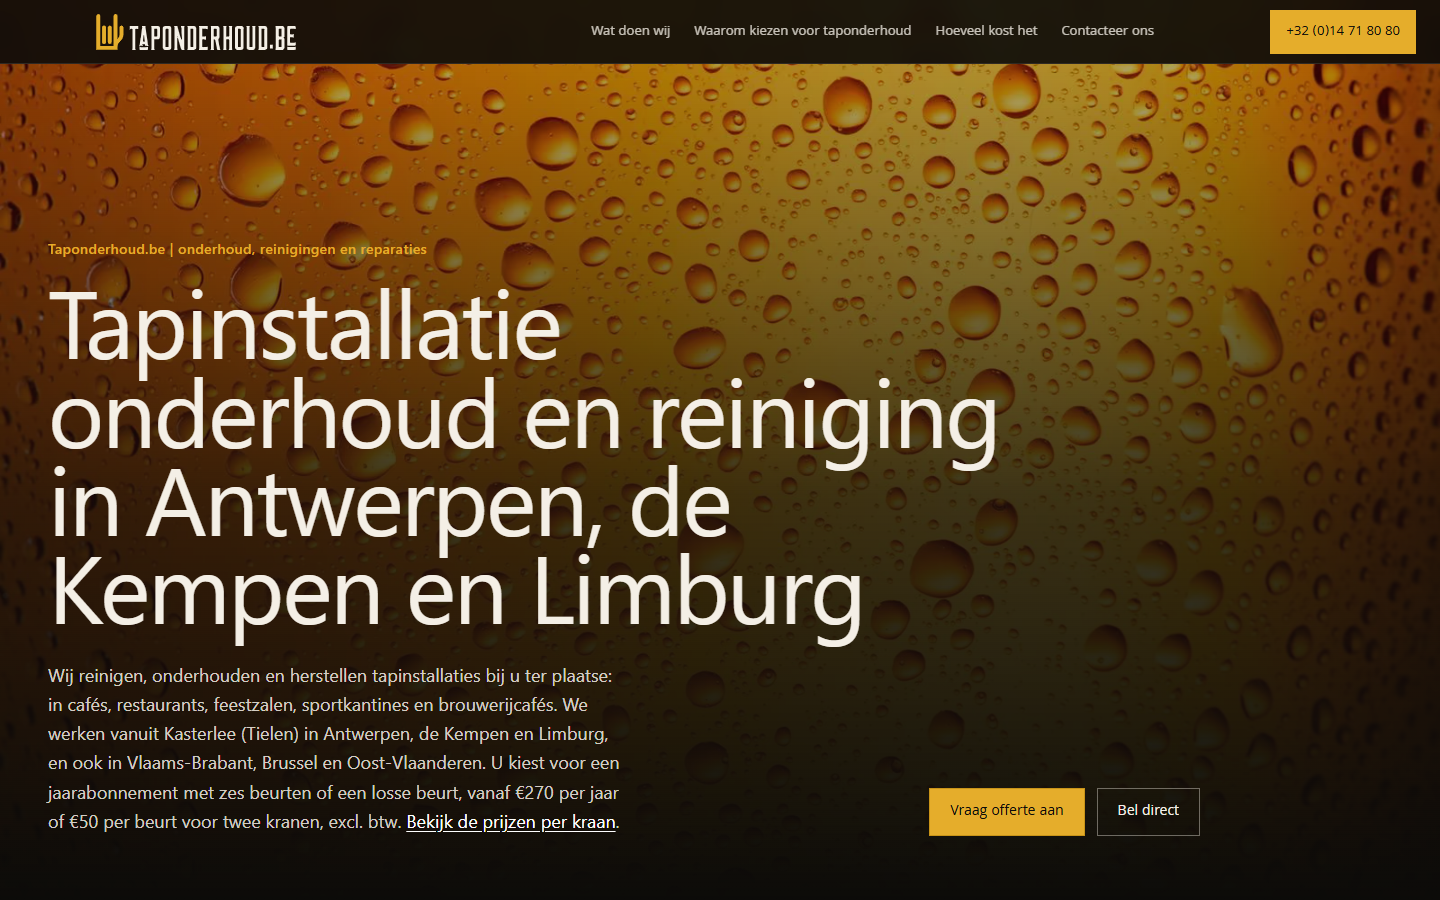 TAPONDERHOUD.BE
Wat doen wij
Waarom kiezen voor taponderhoud
Hoeveel kost het
Contacteer ons
+32 (0)14 71 80 80
Taponderhoud.be | onderhoud, reinigingen en reparaties
Tapinstallatie
onderhoud en reiniging
in Antwerpen, de
Kempen en Limburg
Wij reinigen, onderhouden en herstellen tapinstallaties bij u ter plaatse:
in cafés, restaurants, feestzalen, sportkantines en brouwerijcafés. We
werken vanuit Kasterlee (Tielen) in Antwerpen, de Kempen en Limburg,
en ook in Vlaams-Brabant, Brussel en Oost-Vlaanderen. U kiest voor een
jaarabonnement met zes beurten of een losse beurt, vanaf €270 per jaar
of €50 per beurt voor twee kranen, excl. btw. Bekijk de prijzen per kraan.
Vraag offerte aan
Bel direct